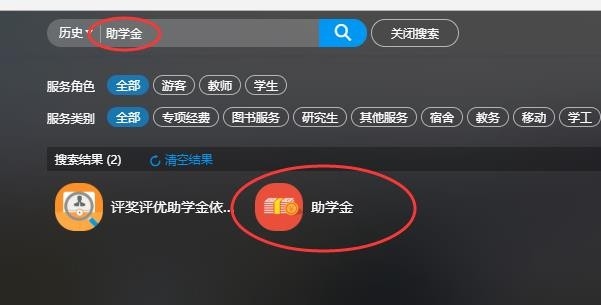 历史 助学金 关闭搜索
服务角色 全部 游客 教师 学生
服务类别 全部 专项经费 图书服务 研究生 其他服务 宿舍 教务 移动 学工
搜索结果 (2) 清空结果
评奖评优助学金依... 助学金